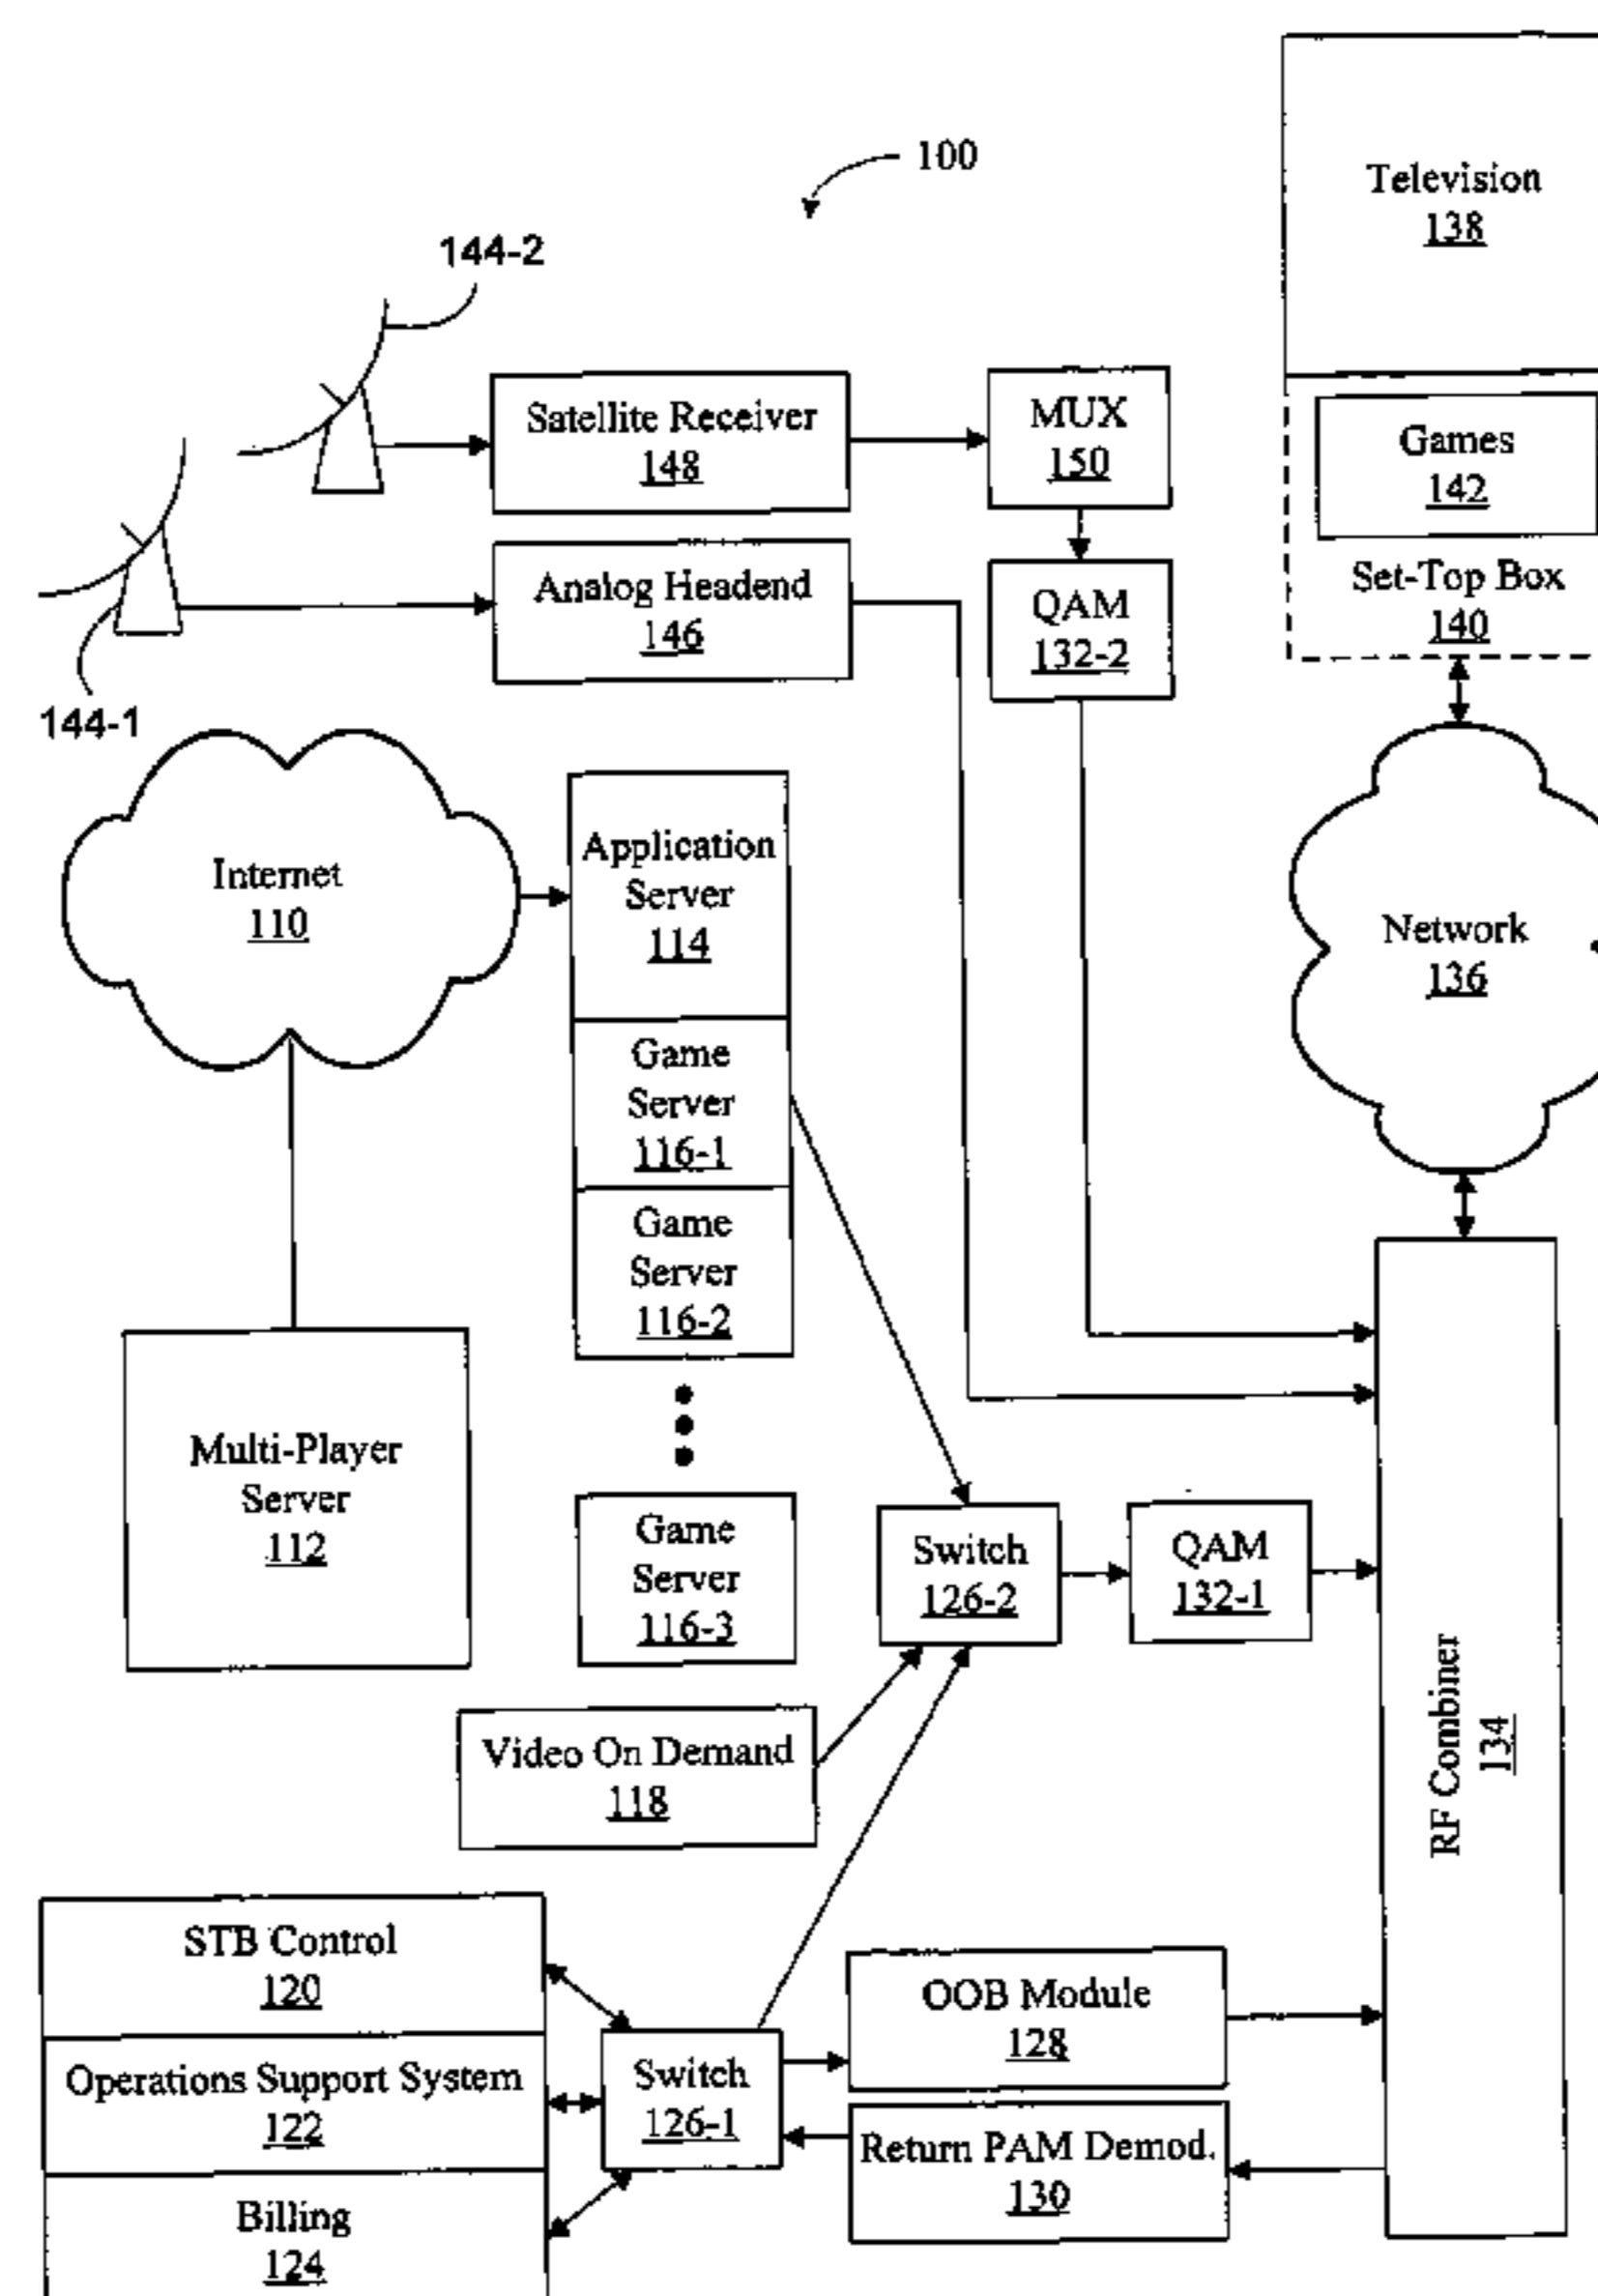 100
Television
138
144-2
Satellite Receiver
148
MUX
150
Games
142
Analog Headend
146
QAM
132-2
Set-Top Box
140
144-1
Internet
110
Application
Server
114
Network
136
Game
Server
116-1
Game
Server
116-2
Multi-Player
Server
112
Game
Server
116-3
Switch
126-2
QAM
132-1
RF Combiner
134
Video On Demand
118
STB Control
120
OOB Module
128
Operations Support System
122
Switch
126-1
Return PAM Demod.
130
Billing
124